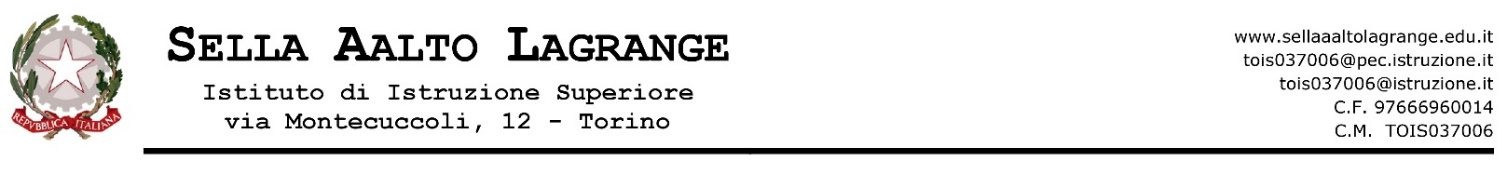 SELLA AALTO LAGRANGE
Istituto di Istruzione Superiore
via Montecuccoli, 12 - Torino
www.sellaaaltolagrange.edu.it
tois037006@pec.istruzione.it
tois037006@istruzione.it
C.F. 97666960014
C.M. TOIS037006
REPVBBLICA ITALIANA